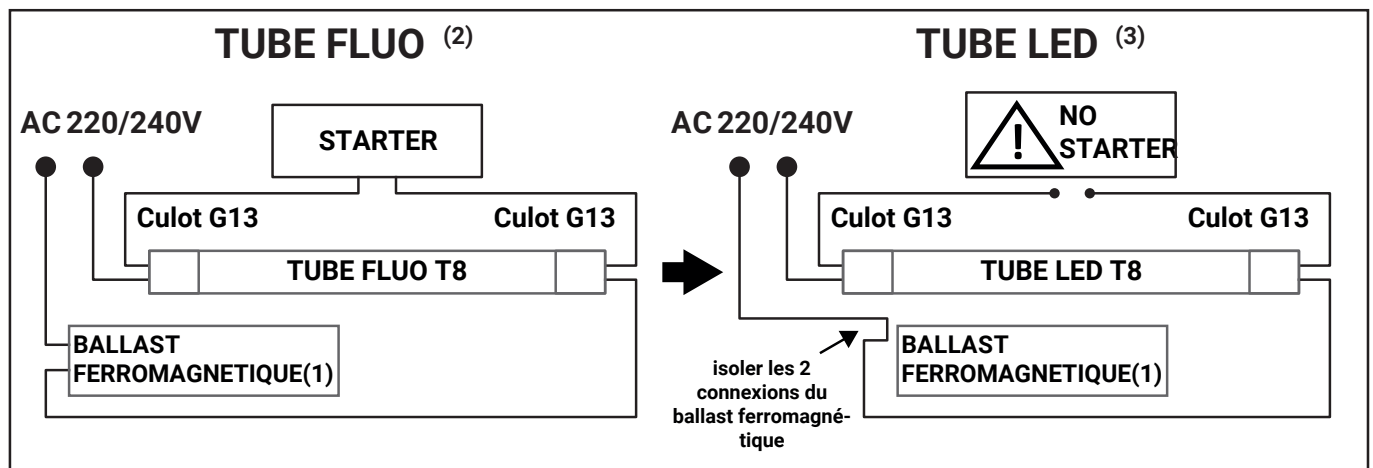 TUBE FLUO (2)
AC 220/240V
STARTER
Culot G13
Culot G13
TUBE FLUO T8
BALLAST
FERROMAGNETIQUE(1)
TUBE LED (3)
AC 220/240V
!
NO
STARTER
Culot G13
Culot G13
TUBE LED T8
isoler les 2
connexions du
ballast ferromagné-
tique
BALLAST
FERROMAGNETIQUE(1)